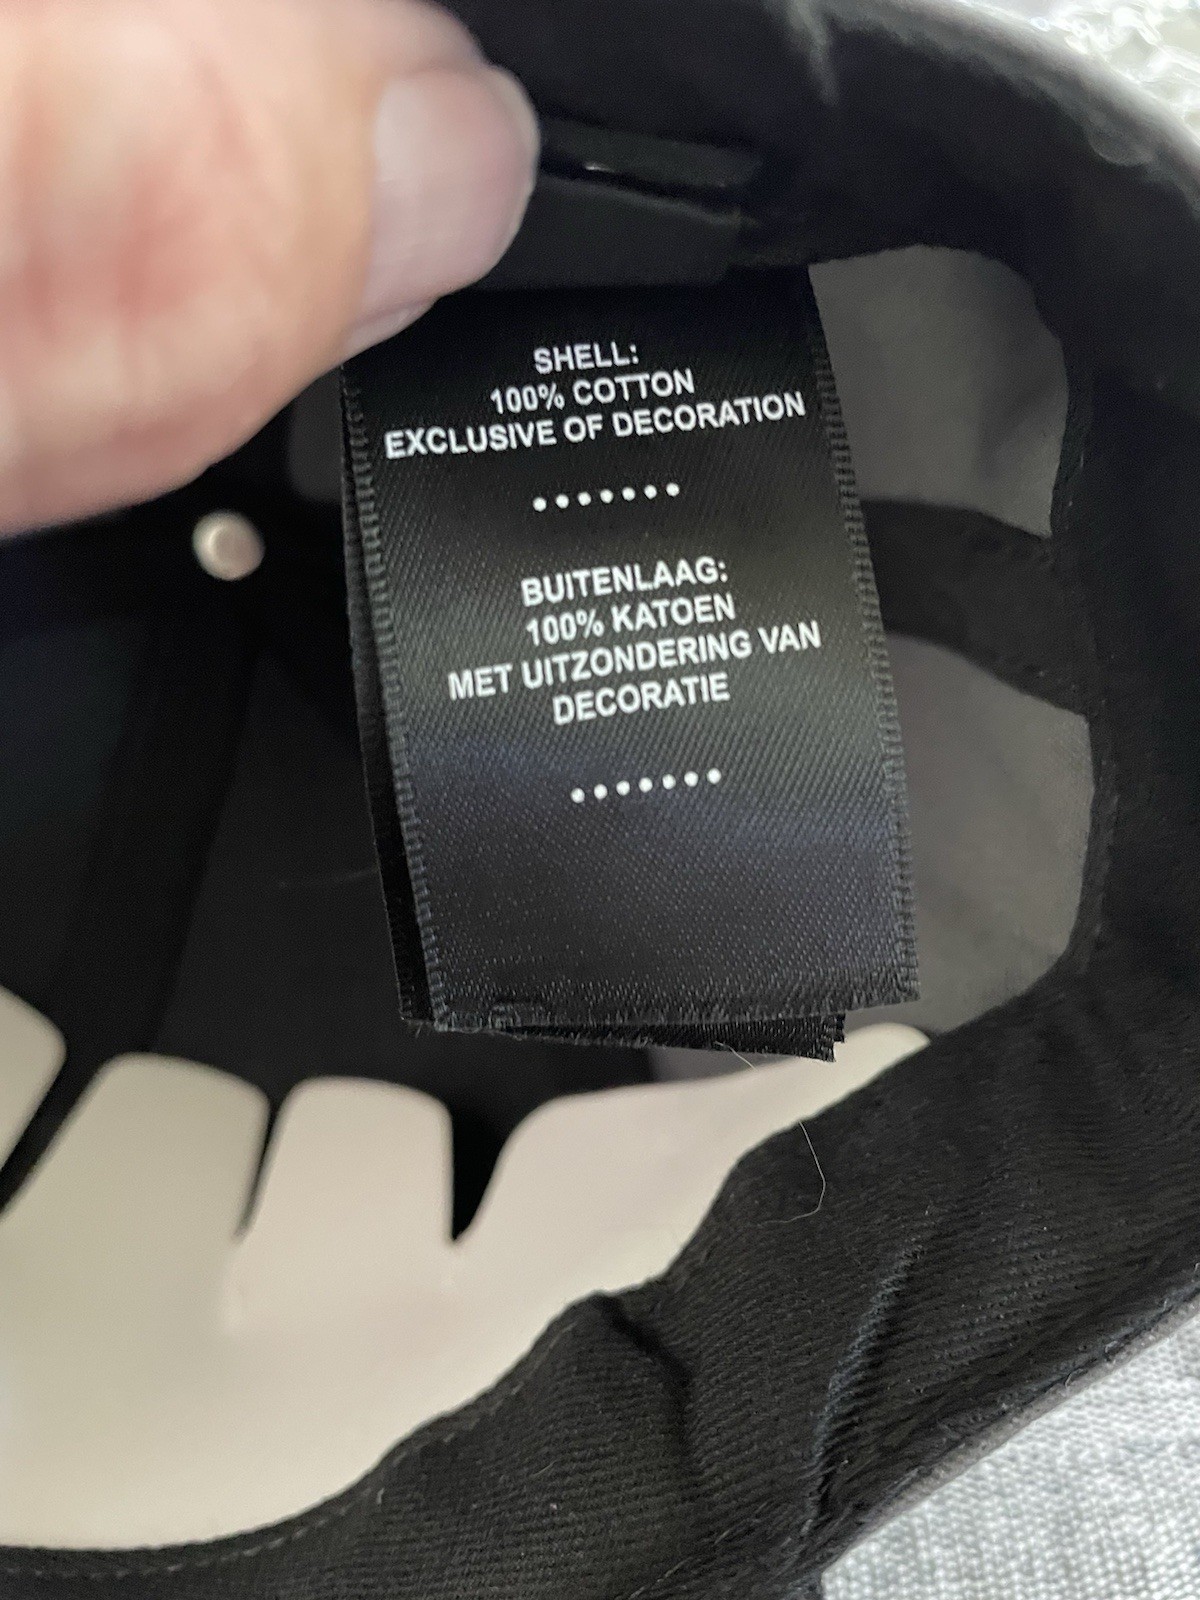 SHELL:
100% COTTON
EXCLUSIVE OF DECORATION
.......
BUITENLAAG:
100% KATOEN
MET UITZONDERING VAN
DECORATIE
.......